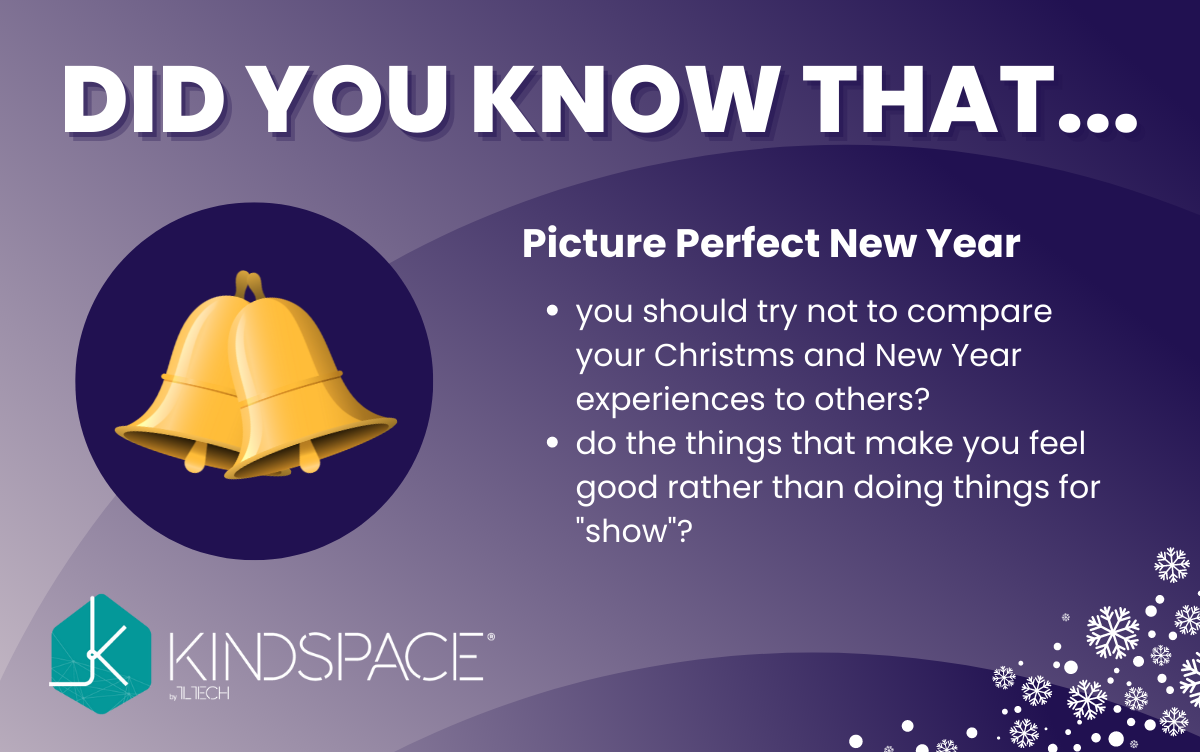 DID YOU KNOW THAT...
Picture Perfect New Year
• you should try not to compare
your Christms and New Year
experiences to others?
• do the things that make you feel
good rather than doing things for
"show"?
KINDSPACE®
by TLTECH